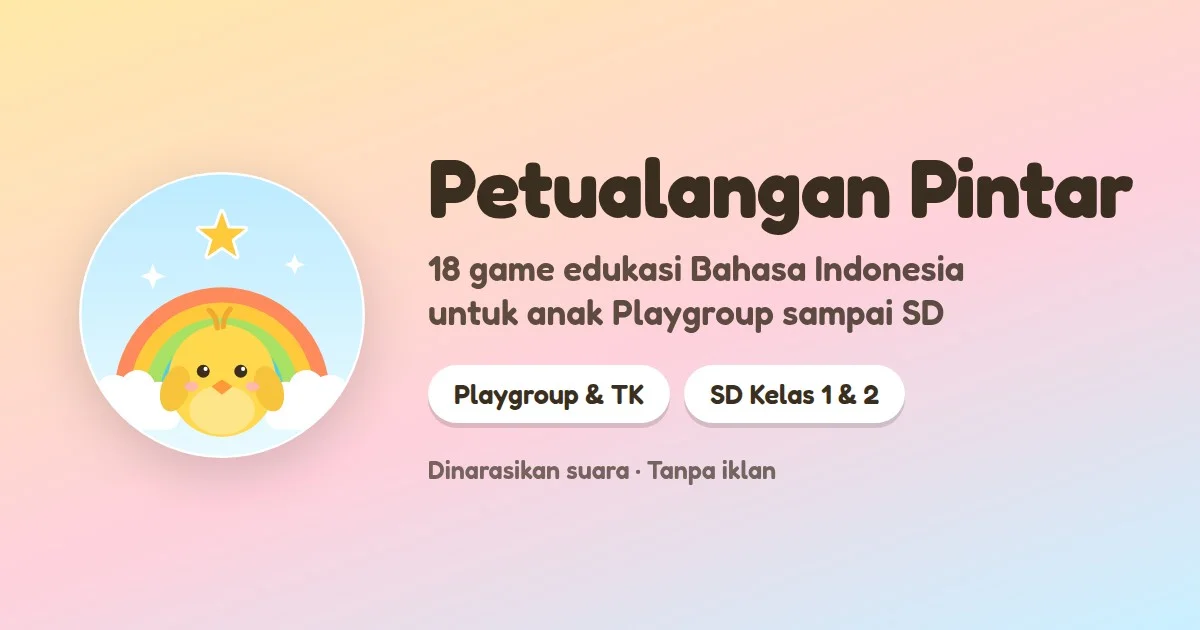 Petualangan Pintar
18 game edukasi Bahasa Indonesia
untuk anak Playgroup sampai SD
Playgroup & TK
SD Kelas 1 & 2
Dinarasikan suara · Tanpa iklan